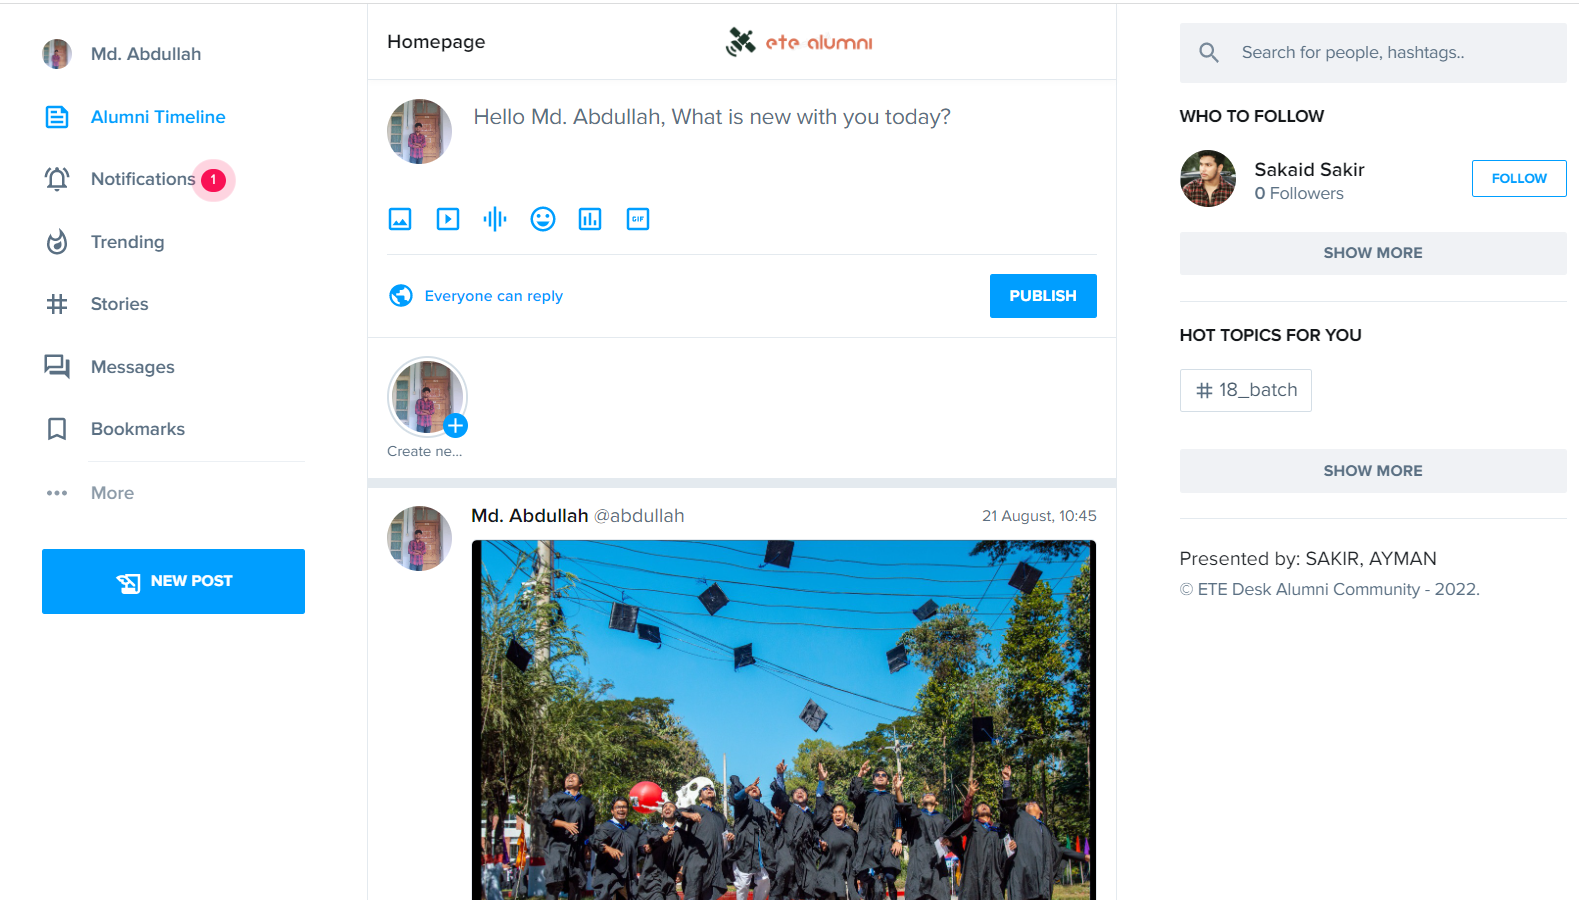 Md. Abdullah
Alumni Timeline
Notifications 1
Trending
Stories
Messages
Bookmarks
More
NEW POST
Homepage
ete alumni
Hello Md. Abdullah, What is new with you today?
GIF
Everyone can reply
PUBLISH
Create ne...
Md. Abdullah @abdullah
21 August, 10:45
Search for people, hashtags..
WHO TO FOLLOW
Sakaid Sakir
0 Followers
FOLLOW
SHOW MORE
HOT TOPICS FOR YOU
# 18_batch
SHOW MORE
Presented by: SAKIR, AYMAN
© ETE Desk Alumni Community - 2022.